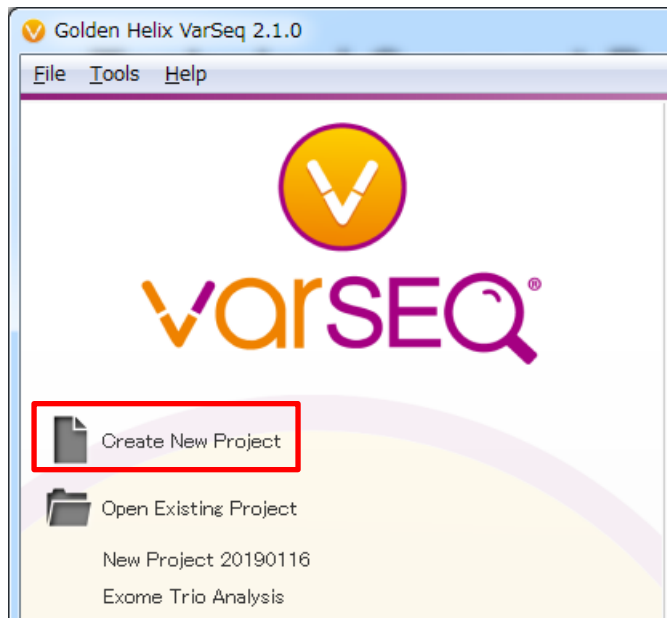 Golden Helix VarSeq 2.1.0
File Tools Help
varSEQ®
Create New Project
Open Existing Project
New Project 20190116
Exome Trio Analysis